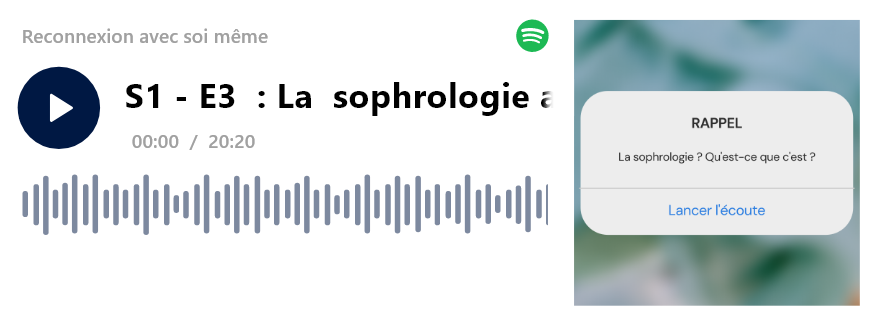 Reconnexion avec soi même
S1 - E3 : La sophrologie
00:00 / 20:20
RAPPEL
La sophrologie ? Qu'est-ce que c'est ?
Lancer l'écoute